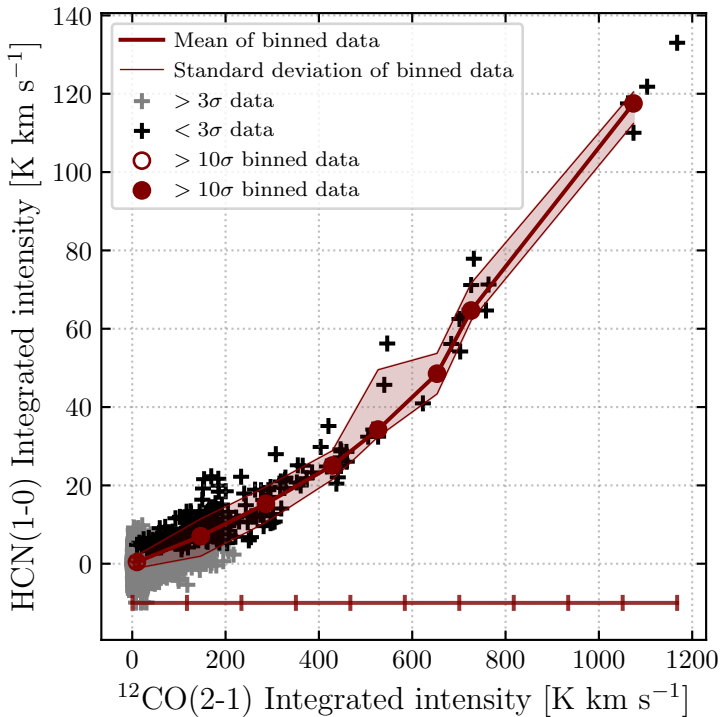 140
120
100
80
60
40
20
0
HCN(1-0) Integrated intensity [K km s⁻¹]
Mean of binned data
Standard deviation of binned data
> 3σ data
< 3σ data
> 10σ binned data
> 10σ binned data
0 200 400 600 800 1000 1200
¹²CO(2-1) Integrated intensity [K km s⁻¹]